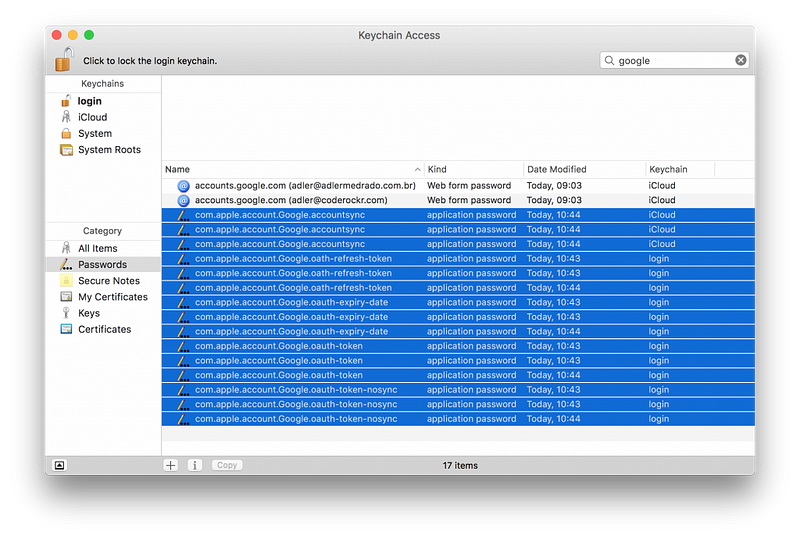 Keychain Access
Click to lock the login keychain.
google
Keychains
login
iCloud
System
System Roots
Category
All Items
Passwords
Secure Notes
My Certificates
Keys
Certificates
Name Kind Date Modified Keychain
accounts.google.com (adler@adlermedrado.com.br) Web form password Today, 09:03 iCloud
accounts.google.com (adler@coderockr.com) Web form password Today, 09:03 iCloud
com.apple.account.Google.accountsync application password Today, 10:44 iCloud
com.apple.account.Google.accountsync application password Today, 10:44 iCloud
com.apple.account.Google.accountsync application password Today, 10:44 iCloud
com.apple.account.Google.oath-refresh-token application password Today, 10:43 login
com.apple.account.Google.oath-refresh-token application password Today, 10:43 login
com.apple.account.Google.oath-refresh-token application password Today, 10:44 login
com.apple.account.Google.oauth-expiry-date application password Today, 10:43 login
com.apple.account.Google.oauth-expiry-date application password Today, 10:43 login
com.apple.account.Google.oauth-expiry-date application password Today, 10:44 login
com.apple.account.Google.oauth-token application password Today, 10:43 login
com.apple.account.Google.oauth-token application password Today, 10:43 login
com.apple.account.Google.oauth-token application password Today, 10:44 login
com.apple.account.Google.oauth-token-nosync application password Today, 10:43 login
com.apple.account.Google.oauth-token-nosync application password Today, 10:43 login
com.apple.account.Google.oauth-token-nosync application password Today, 10:44 login
Copy
17 items